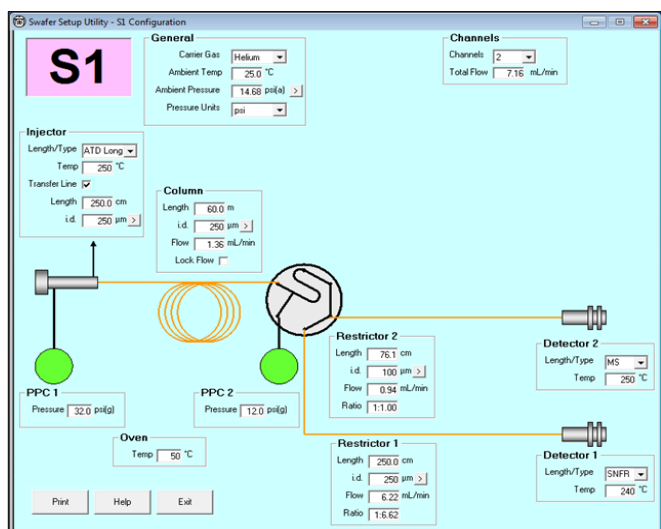 Swafer Setup Utility - S1 Configuration
S1
General
Carrier Gas Helium
Ambient Temp 25.0 °C
Ambient Pressure 14.68 psi(a) >
Pressure Units psi
Channels
Channels 2
Total Flow 7.16 mL/min
Injector
Length/Type ATD Long
Temp 250 °C
Transfer Line
Length 250.0 cm
i.d. 250 µm >
Column
Length 60.0 m
i.d. 250 µm >
Flow 1.36 mL/min
Lock Flow
Restrictor 2
Length 76.1 cm
i.d. 100 µm >
Flow 0.94 mL/min
Ratio 1:1.00
Detector 2
Length/Type MS
Temp 250 °C
PPC 1
Pressure 32.0 psi(g)
PPC 2
Pressure 12.0 psi(g)
Oven
Temp 50 °C
Restrictor 1
Length 250.0 cm
i.d. 250 µm >
Flow 6.22 mL/min
Ratio 1:6.62
Detector 1
Length/Type SNFR
Temp 240 °C
Print Help Exit